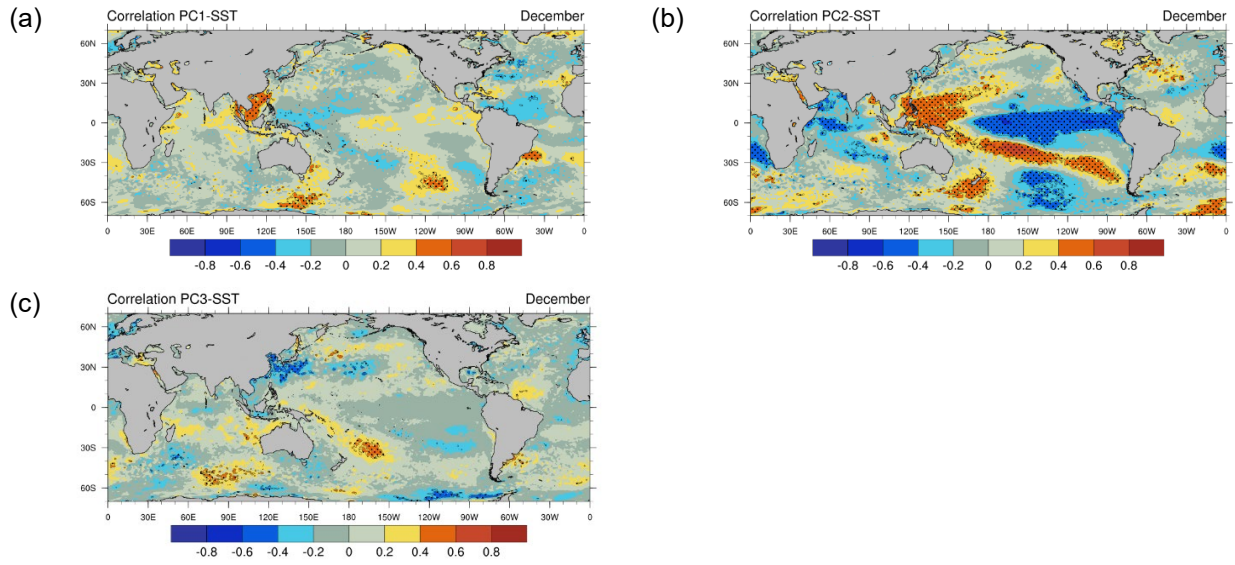 (a)
Correlation PC1-SST December
60N
30N
0
30S
60S
0 30E 60E 90E 120E 150E 180 150W 120W 90W 60W 30W 0
-0.8 -0.6 -0.4 -0.2 0 0.2 0.4 0.6 0.8
(b)
Correlation PC2-SST December
60N
30N
0
30S
60S
0 30E 60E 90E 120E 150E 180 150W 120W 90W 60W 30W 0
-0.8 -0.6 -0.4 -0.2 0 0.2 0.4 0.6 0.8
(c)
Correlation PC3-SST December
60N
30N
0
30S
60S
0 30E 60E 90E 120E 150E 180 150W 120W 90W 60W 30W 0
-0.8 -0.6 -0.4 -0.2 0 0.2 0.4 0.6 0.8